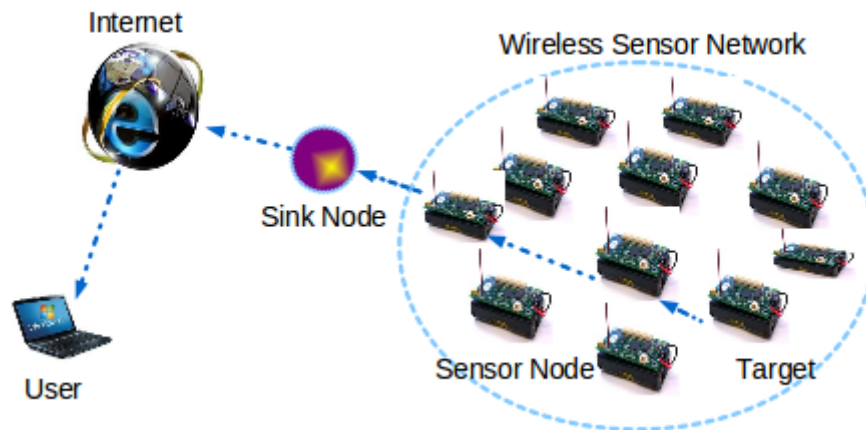 Internet
Wireless Sensor Network
Sink Node
User
Sensor Node
Target